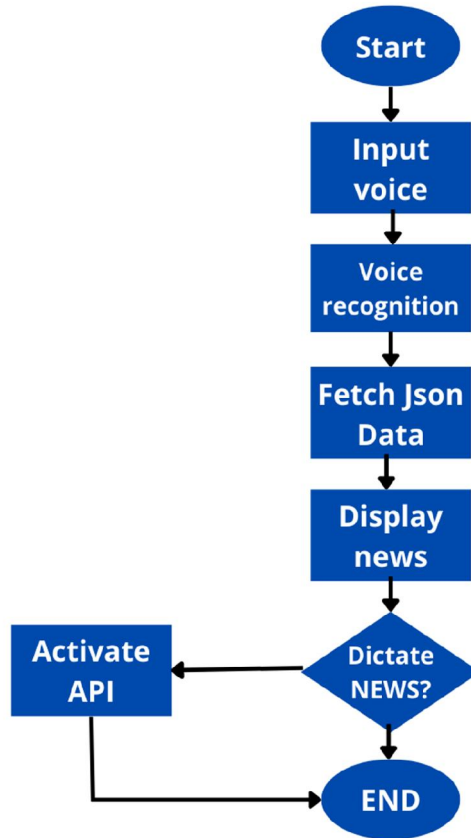 Start
Input
voice
Voice
recognition
Fetch Json
Data
Display
news
Dictate
NEWS?
Activate
API
END